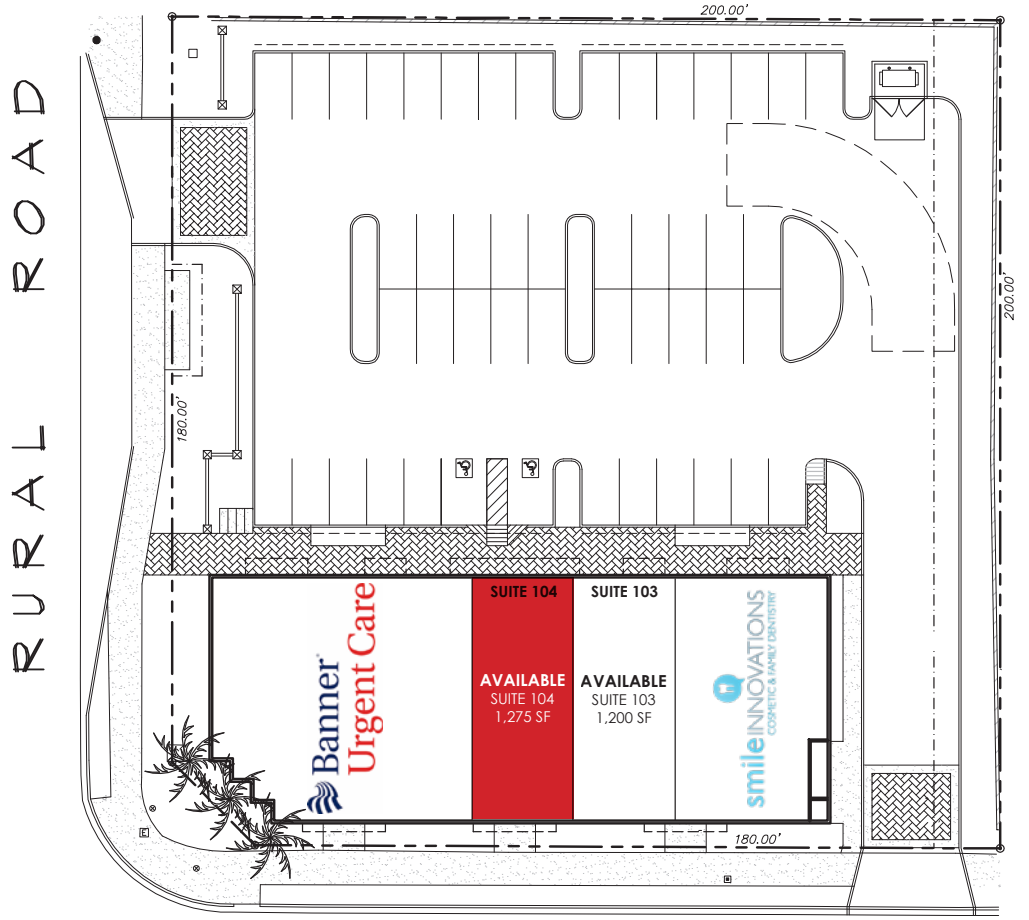 200.00'
RURAL ROAD
200.00'
180.00'
SUITE 104
SUITE 103
Banner
Urgent Care
AVAILABLE
SUITE 104
1,275 SF
AVAILABLE
SUITE 103
1,200 SF
smileINNOVATIONS
COSMETIC & FAMILY DENTISTRY
180.00'
E